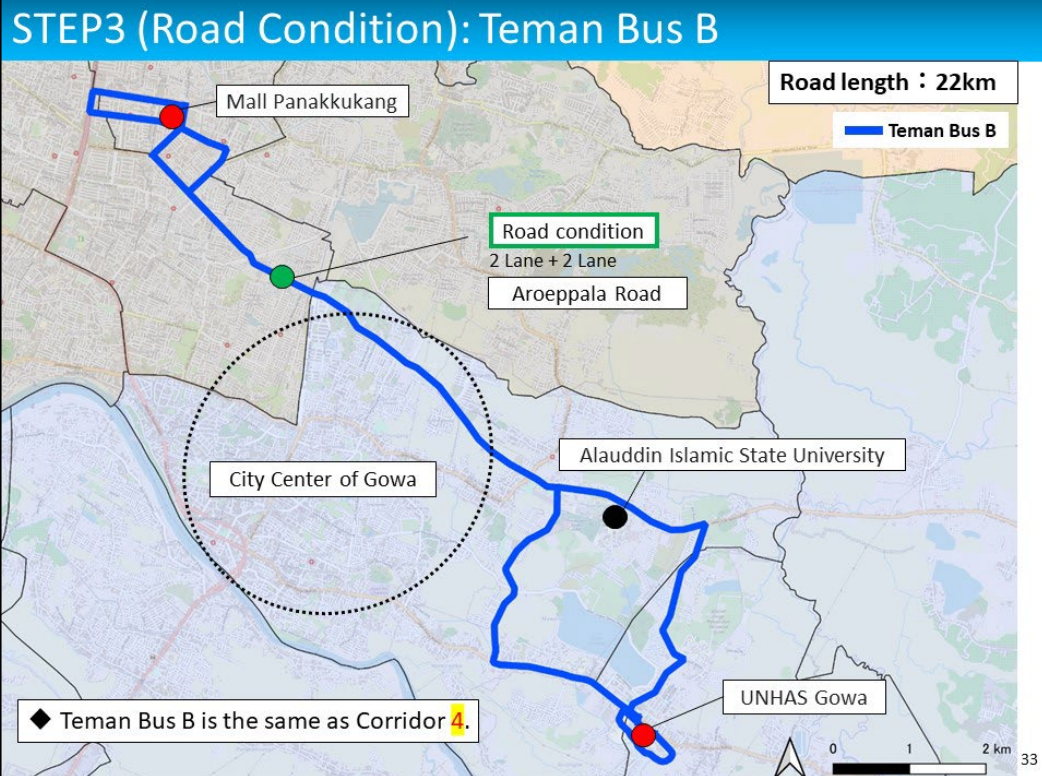 STEP3 (Road Condition): Teman Bus B
Road length：22km
Teman Bus B
Mall Panakkukang
Road condition
2 Lane + 2 Lane
Aroeppala Road
Alauddin Islamic State University
City Center of Gowa
UNHAS Gowa
◆ Teman Bus B is the same as Corridor 4.
0 1 2 km
33